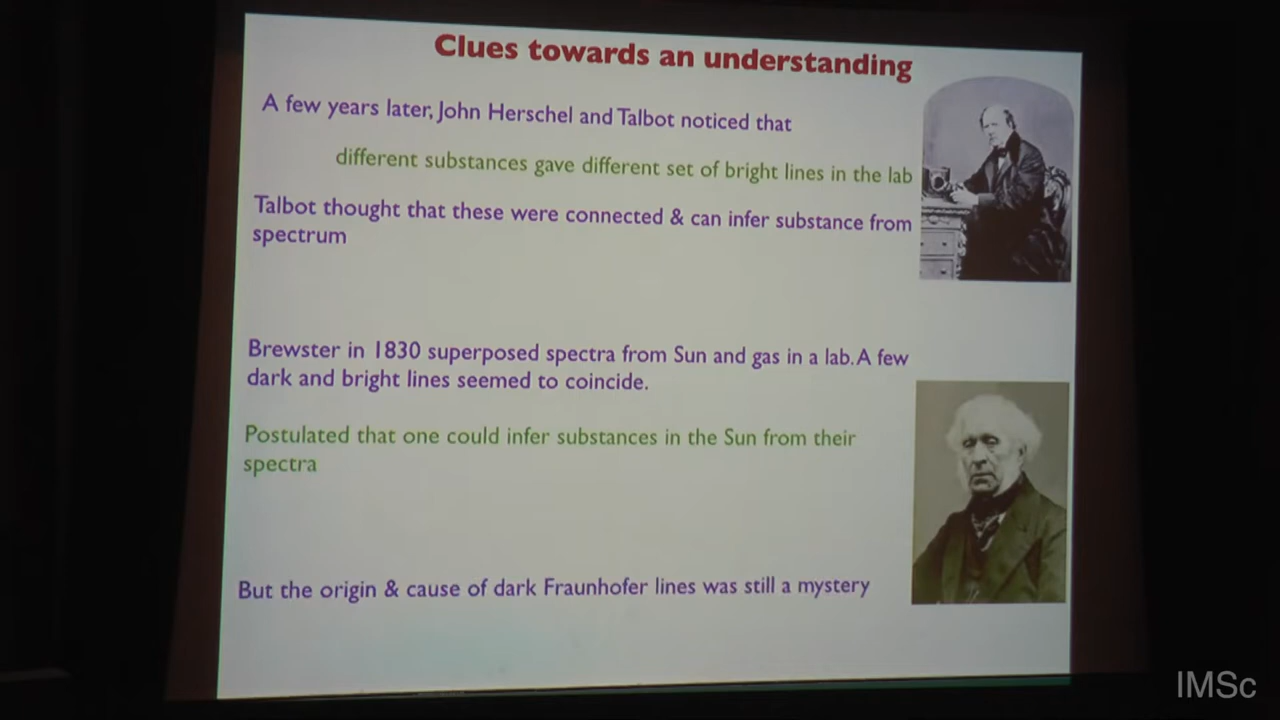 Clues towards an understanding
A few years later, John Herschel and Talbot noticed that
different substances gave different set of bright lines in the lab
Talbot thought that these were connected & can infer substance from
spectrum
Brewster in 1830 superposed spectra from Sun and gas in a lab. A few
dark and bright lines seemed to coincide.
Postulated that one could infer substances in the Sun from their
spectra
But the origin & cause of dark Fraunhofer lines was still a mystery
IMSc